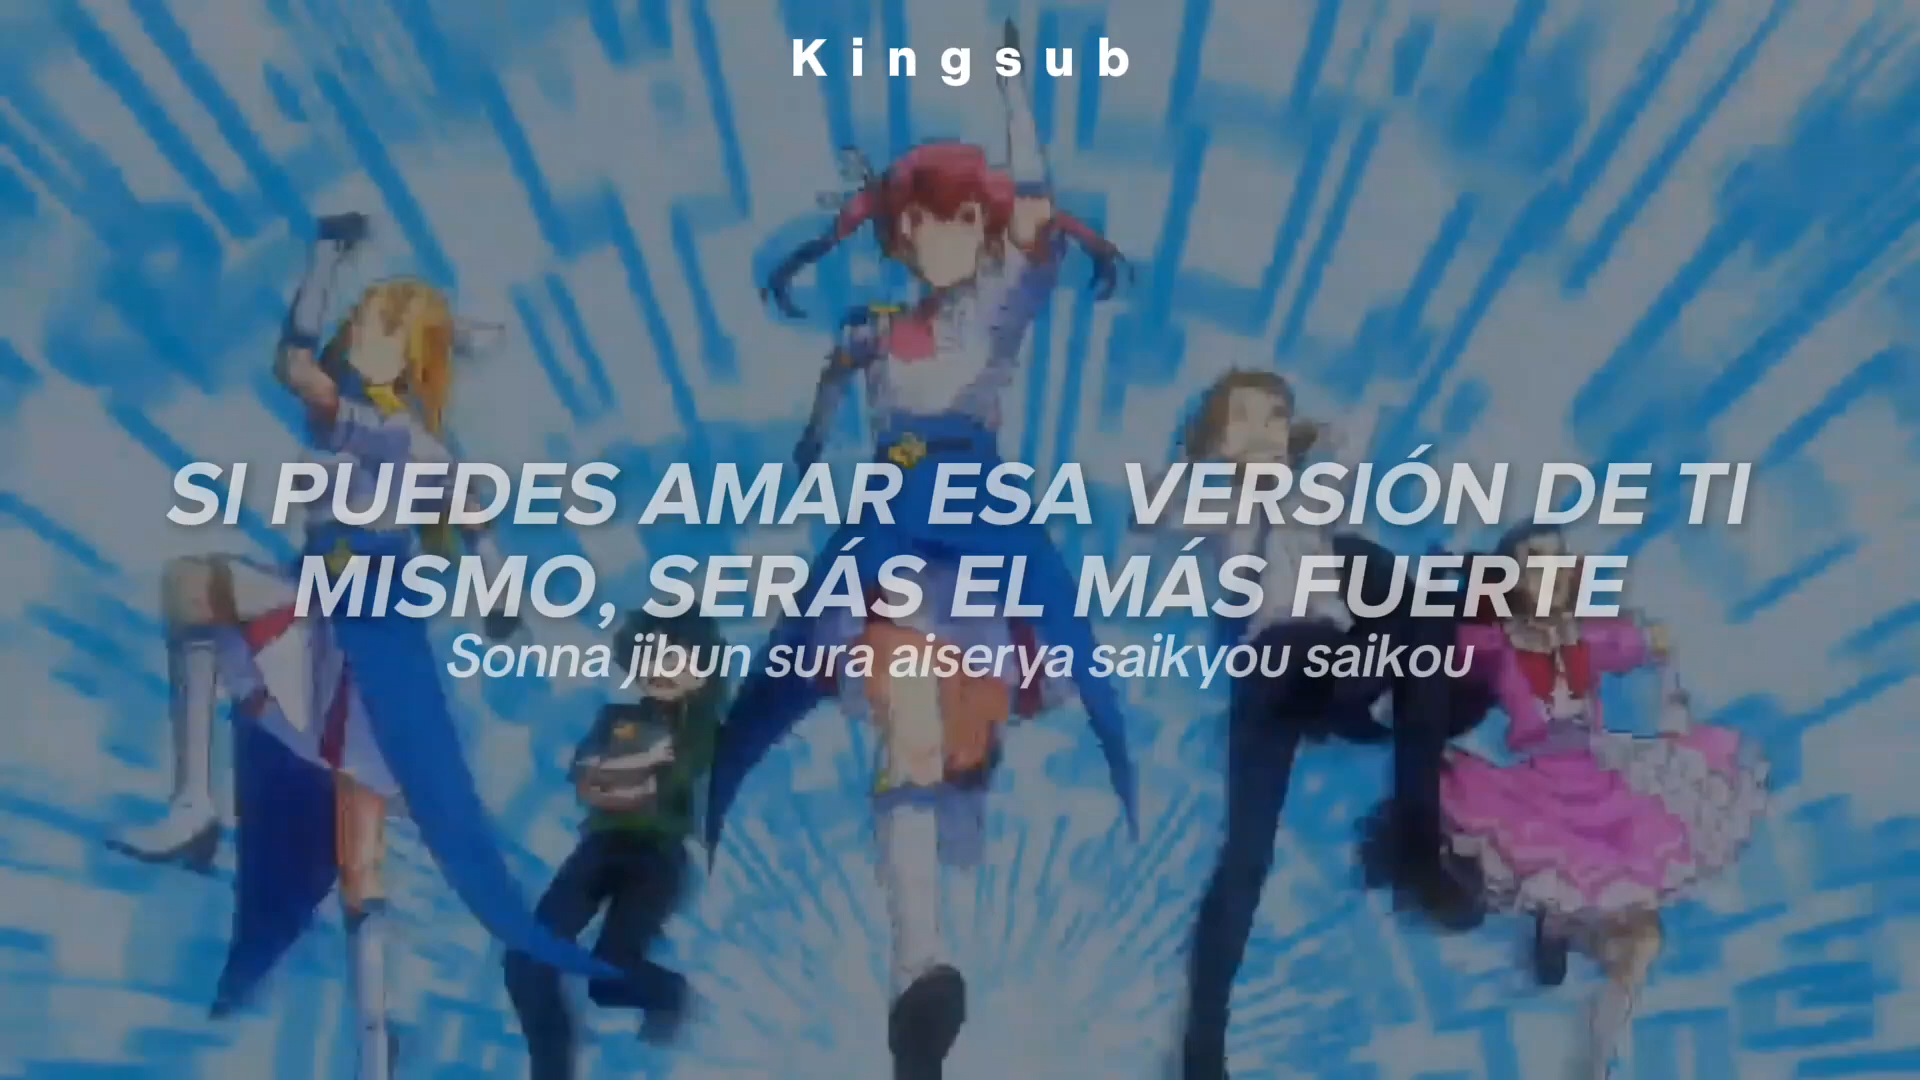 Kingsub
SI PUEDES AMAR ESA VERSIÓN DE TI
MISMO, SERÁS EL MÁS FUERTE
Sonna jibun sura aiserya saikyou saikou